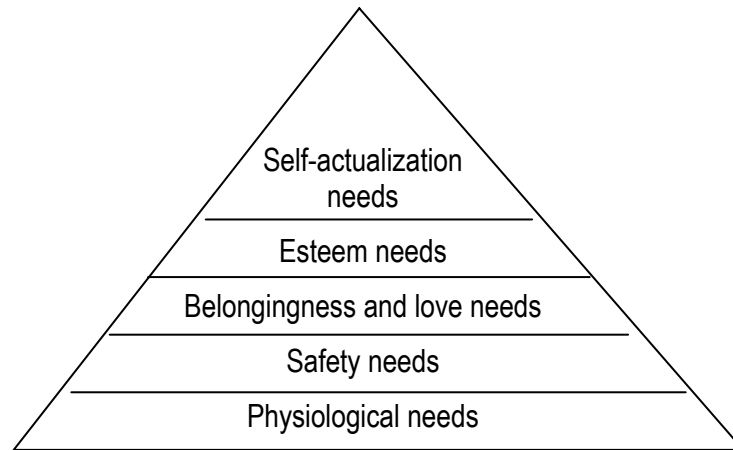 Self-actualization
needs
Esteem needs
Belongingness and love needs
Safety needs
Physiological needs